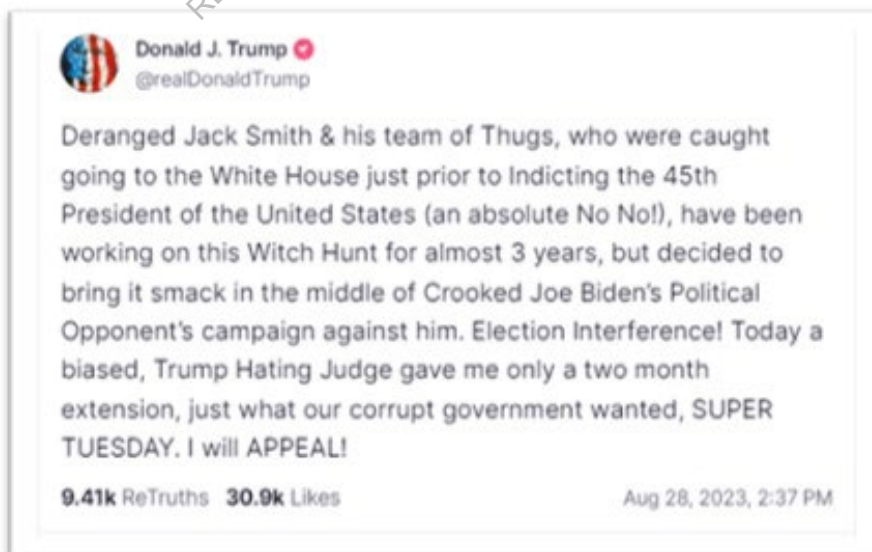 Donald J. Trump
@realDonaldTrump
Deranged Jack Smith & his team of Thugs, who were caught
going to the White House just prior to Indicting the 45th
President of the United States (an absolute No No!), have been
working on this Witch Hunt for almost 3 years, but decided to
bring it smack in the middle of Crooked Joe Biden's Political
Opponent's campaign against him. Election Interference! Today a
biased, Trump Hating Judge gave me only a two month
extension, just what our corrupt government wanted, SUPER
TUESDAY. I will APPEAL!
9.41k ReTruths 30.9k Likes Aug 28, 2023, 2:37 PM